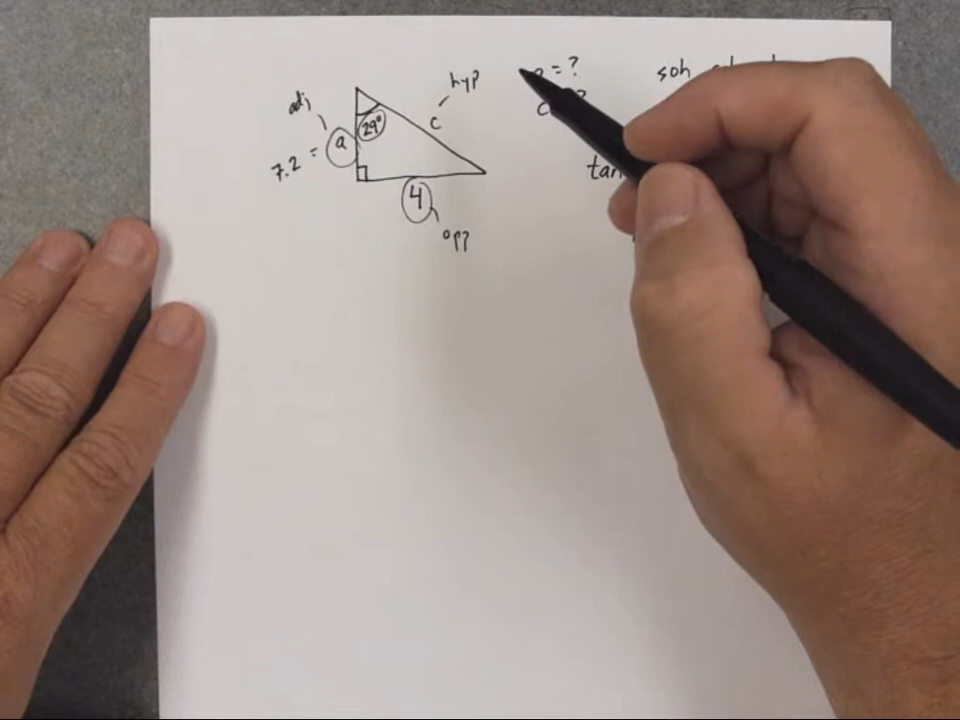 adj
7.2 =
a
29°
c
hyp
4
opp
= ?
c
soh
tan